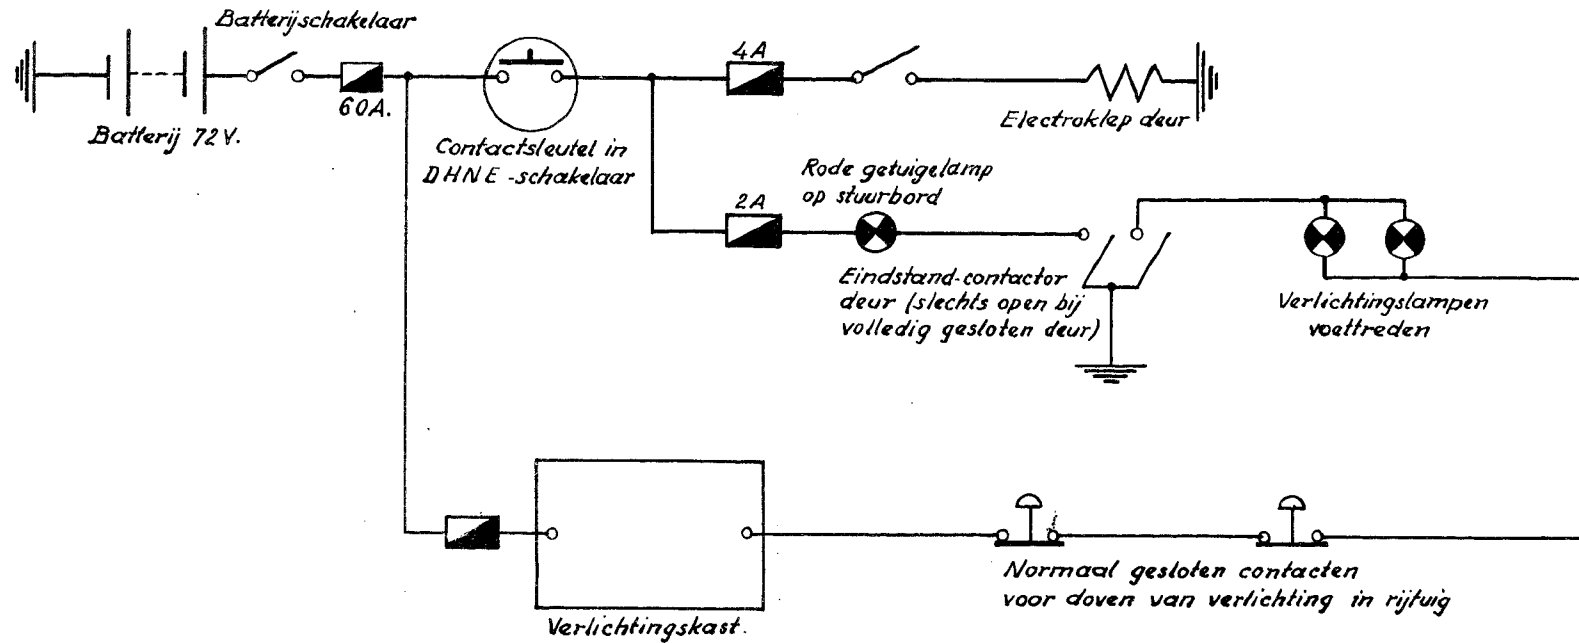 Batterijschakelaar
60A.
Batterij 72V.
Contactsleutel in
DHNE-schakelaar
4A
Electroklep deur
Rode getuigelamp
op stuurbord
2A
Eindstand-contactor
deur (slechts open bij
volledig gesloten deur)
Verlichtingslampen
voettreden
Verlichtingskast.
Normaal gesloten contacten
voor doven van verlichting in rijtuig